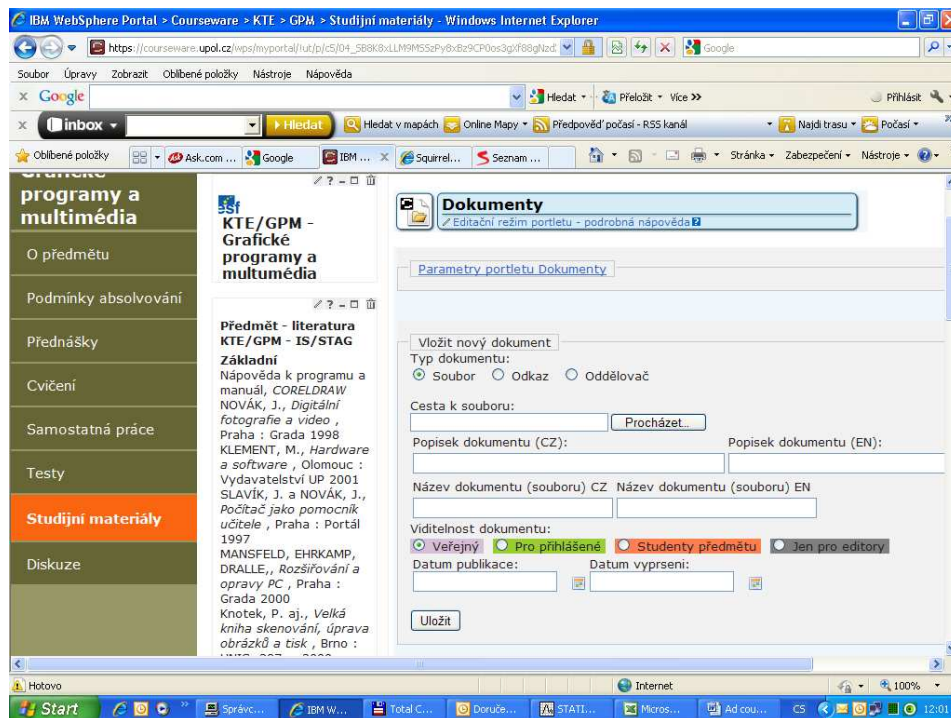 IBM WebSphere Portal > Courseware > KTE > GPM > Studijní materiály - Windows Internet Explorer
Google
Soubor Úpravy Zobrazit Oblíbené položky Nástroje Nápověda
x Google Hledat Přeložit Více >> Přihlásit
x inbox Hledat Hledat v mapách Online Mapy Předpověď počasí - RSS kanál Najdi trasu Počasí
Oblíbené položky Ask.com ... Google IBM ... X Squirrel... Seznam ... Stránka Zabezpečení Nástroje
Grafické
programy a
multimédia
O předmětu
Podmínky absolvování
Přednášky
Cvičení
Samostatná práce
Testy
Studijní materiály
Diskuze
esf
KTE/GPM -
Grafické
programy a
multumédia
Předmět - literatura
KTE/GPM - IS/STAG
Základní
Nápověda k programu a
manuál, CORELDRAW
NOVÁK, J., Digitální
fotografie a video ,
Praha : Grada 1998
KLEMENT, M., Hardware
a software , Olomouc :
Vydavatelství UP 2001
SLAVÍK, J. a NOVÁK, J.,
Počítač jako pomocník
učitele , Praha : Portál
1997
MANSFELD, EHRKAMP,
DRALLE,, Rozšiřování a
opravy PC , Praha :
Grada 2000
Knotek, P. aj., Velká
kniha skenování, úprava
obrázků a tisk , Brno :
Dokumenty
Editační režim portletu - podrobná nápověda ?
Parametry portletu Dokumenty
Vložit nový dokument
Typ dokumentu:
Soubor Odkaz Oddělovač
Cesta k souboru:
Procházet...
Popisek dokumentu (CZ): Popisek dokumentu (EN):
Název dokumentu (souboru) CZ Název dokumentu (souboru) EN
Viditelnost dokumentu:
Veřejný Pro přihlášené Studenty předmětu Jen pro editory
Datum publikace: Datum vyprseni:
Uložit
Hotovo Internet 100%
Start Správc... IBM W... Total C... Doruče... STATI... Micros... Ad cou... CS